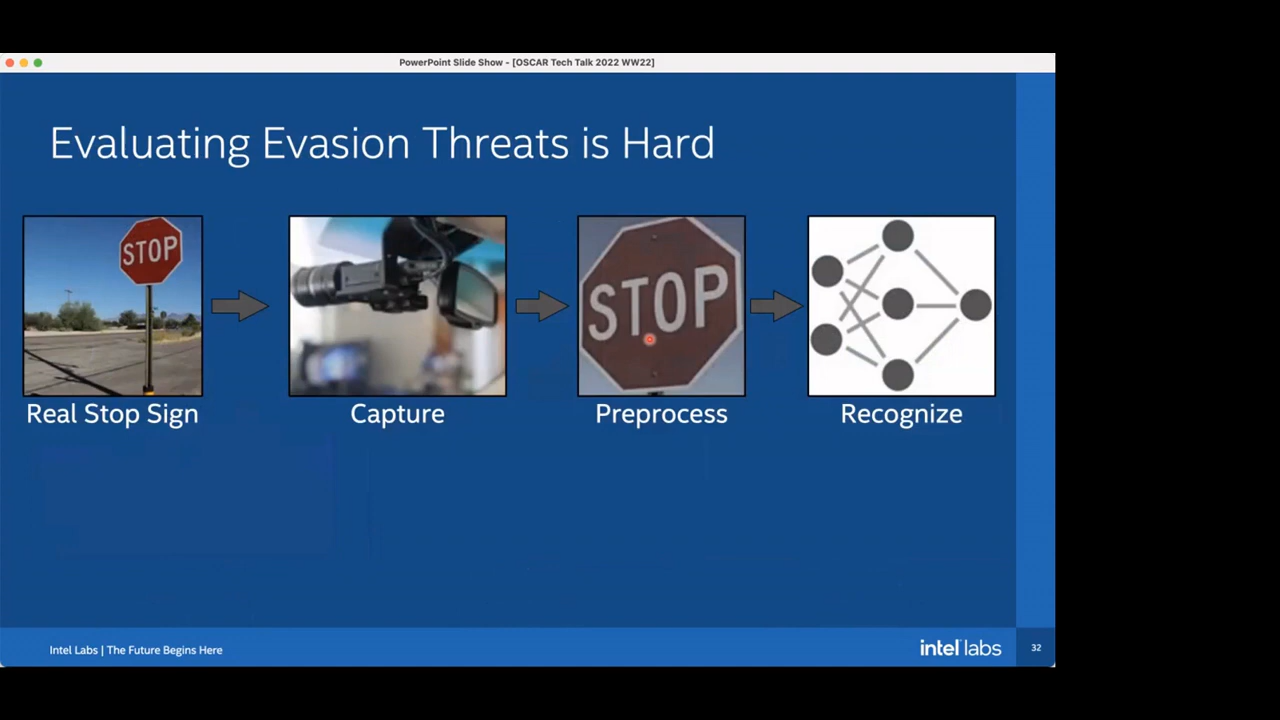 PowerPoint Slide Show - [OSCAR Tech Talk 2022 WW22]
Evaluating Evasion Threats is Hard
STOP
STOP
Real Stop Sign
Capture
Preprocess
Recognize
Intel Labs | The Future Begins Here
intel labs
32